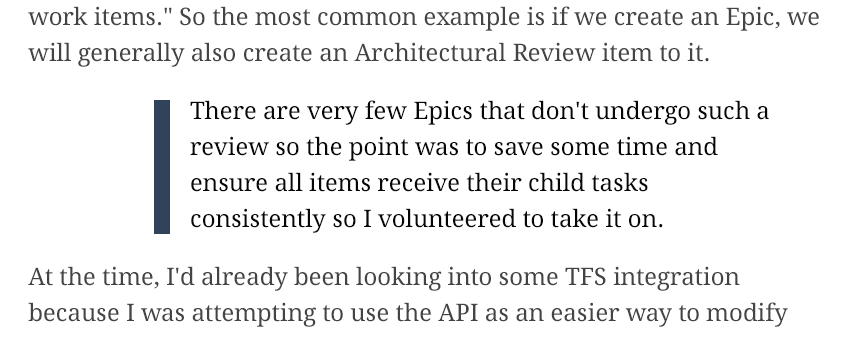 work items." So the most common example is if we create an Epic, we
will generally also create an Architectural Review item to it.
There are very few Epics that don't undergo such a
review so the point was to save some time and
ensure all items receive their child tasks
consistently so I volunteered to take it on.
At the time, I'd already been looking into some TFS integration
because I was attempting to use the API as an easier way to modify